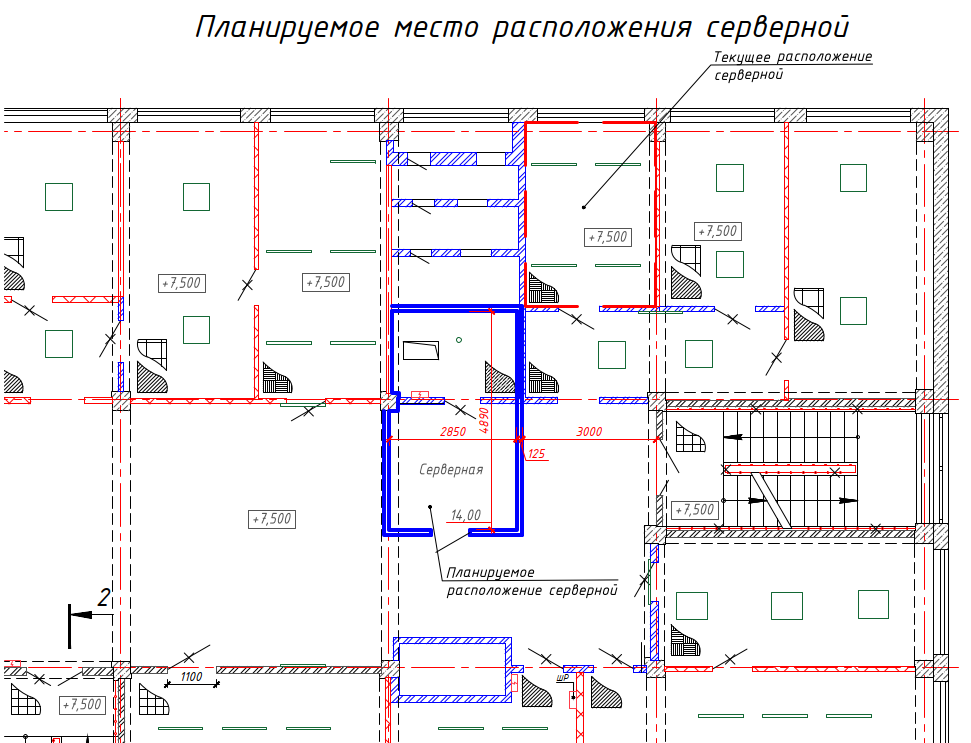 Планируемое место расположения серверной
Текущее расположение
серверной
+7,500
+7,500
+7,500
+7,500
2850
4890
3000
125
Серверная
14,00
+7,500
+7,500
Планируемое
расположение серверной
2
1100
шР
+7,500